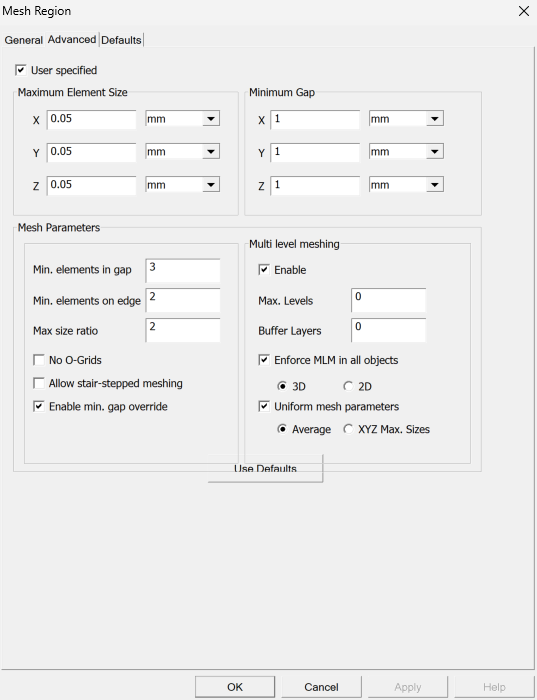 Mesh Region
General Advanced Defaults
User specified
Maximum Element Size
X 0.05 mm
Y 0.05 mm
Z 0.05 mm
Minimum Gap
X 1 mm
Y 1 mm
Z 1 mm
Mesh Parameters
Min. elements in gap 3
Min. elements on edge 2
Max size ratio 2
No O-Grids
Allow stair-stepped meshing
Enable min. gap override
Multi level meshing
Enable
Max. Levels 0
Buffer Layers 0
Enforce MLM in all objects
3D 2D
Uniform mesh parameters
Average XYZ Max. Sizes
Use Defaults
OK Cancel Apply Help